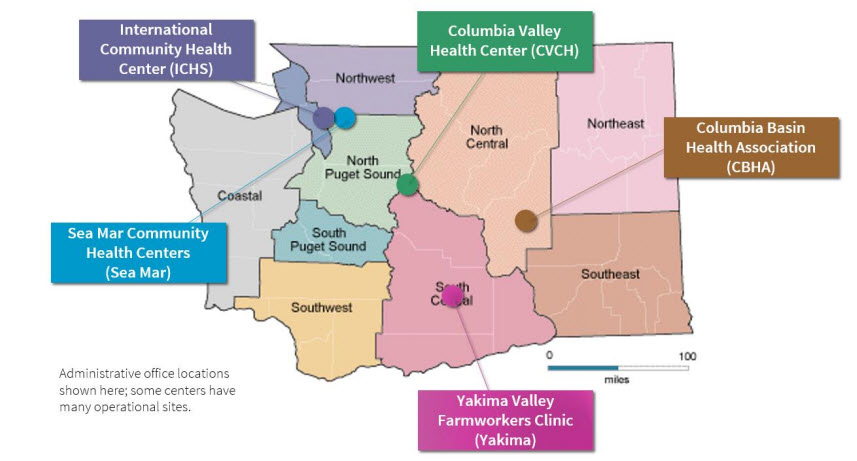 International
Community Health
Center (ICHS)
Columbia Valley
Health Center (CVCH)
Northwest
North
Central
Northeast
Columbia Basin
Health Association
(CBHA)
North
Puget Sound
Coastal
Sea Mar Community
Health Centers
(Sea Mar)
South
Puget Sound
Southeast
South
Central
Southwest
0 100
miles
Administrative office locations
shown here; some centers have
many operational sites.
Yakima Valley
Farmworkers Clinic
(Yakima)